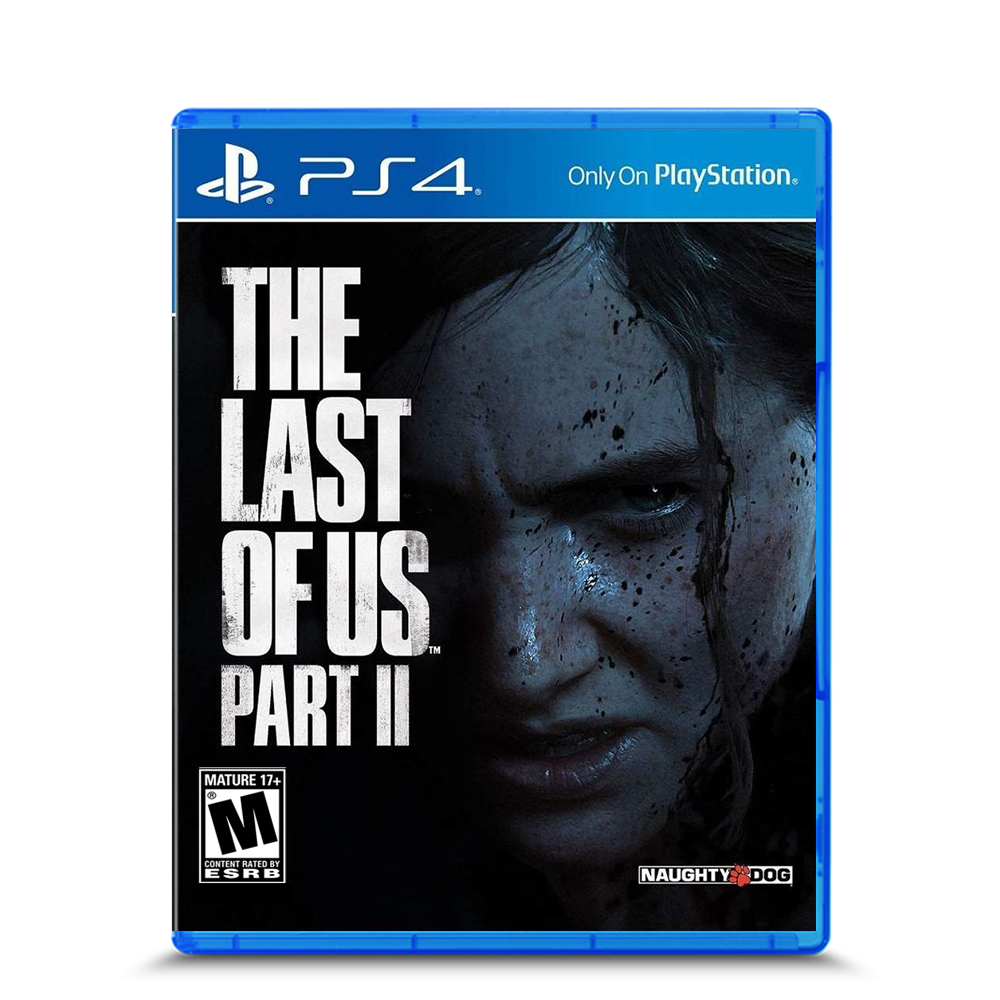 PS4®
Only On PlayStation®
THE
LAST
OF US™
PART II
MATURE 17+
M®
CONTENT RATED BY
ESRB
NAUGHTY DOG